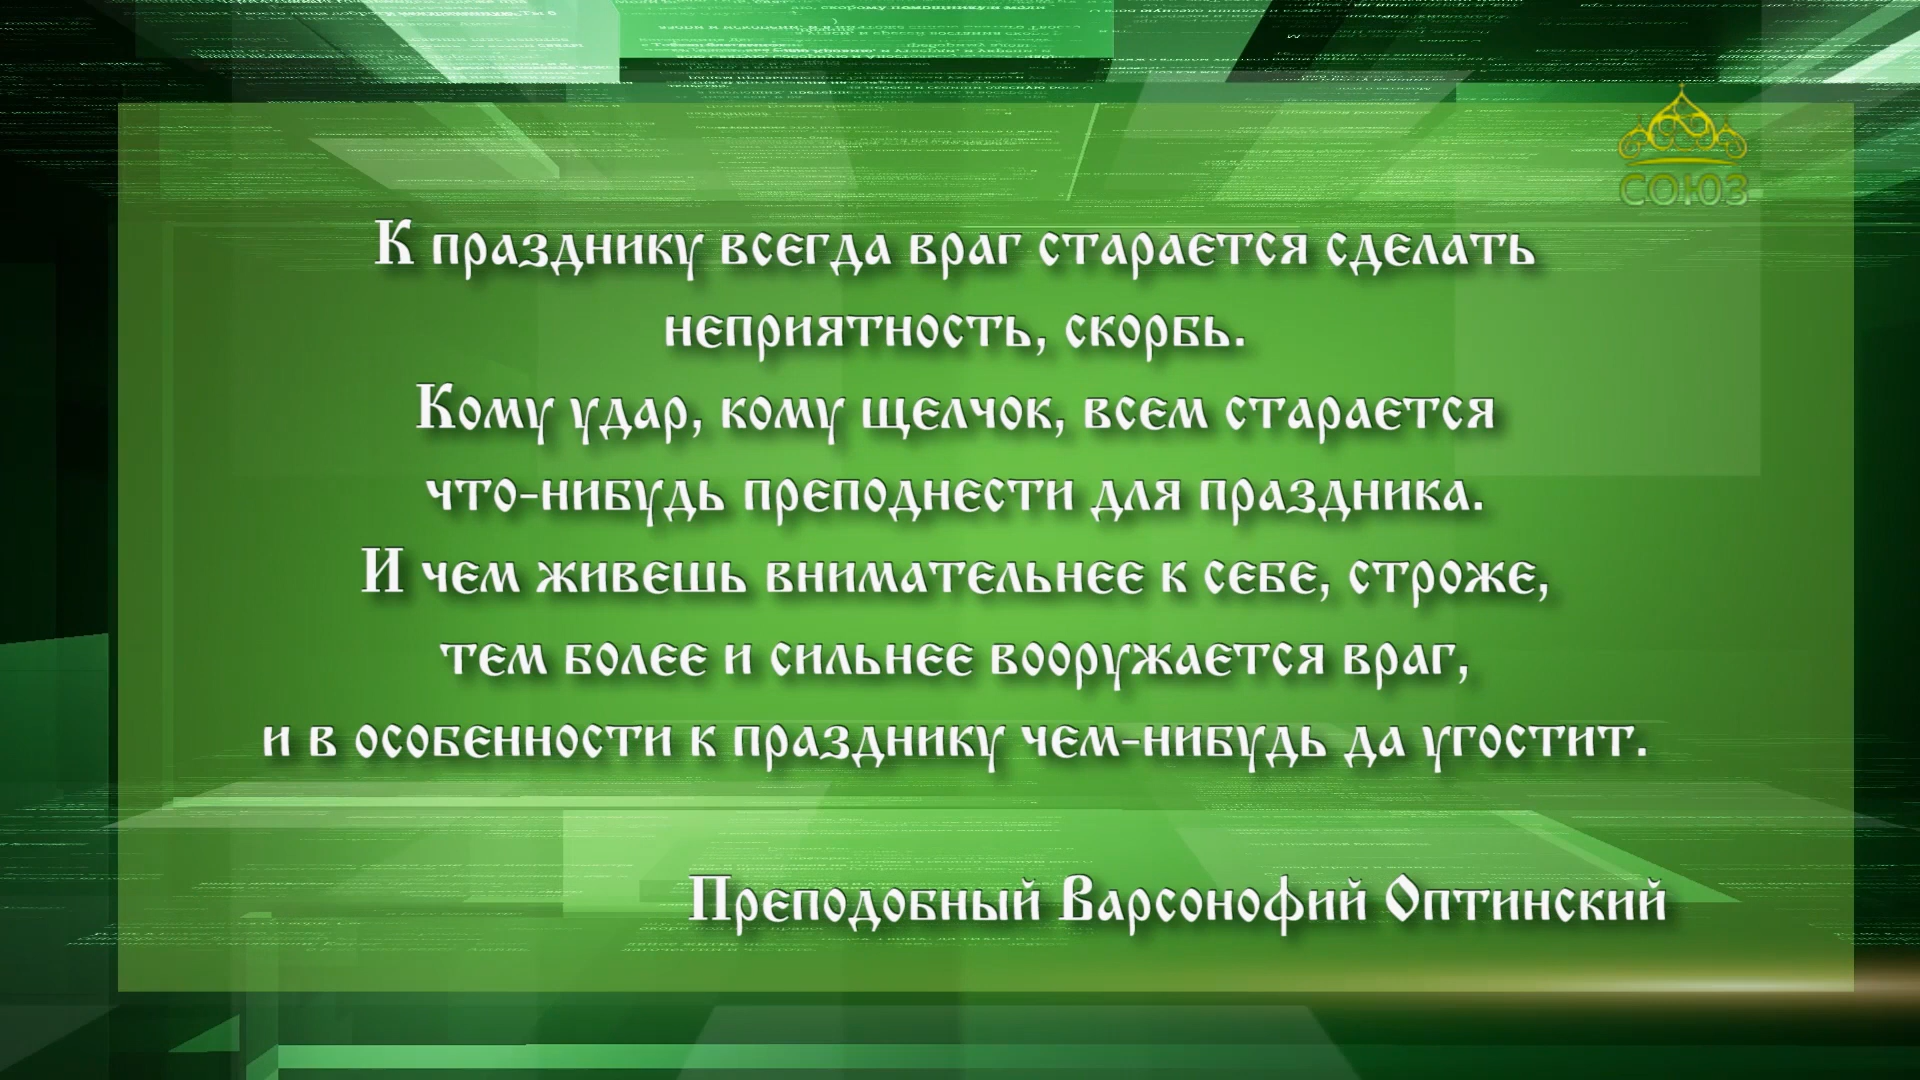 СОЮЗ
К празднику всегда враг старается сделать
неприятность, скорбь.
Кому удар, кому щелчок, всем старается
что-нибудь преподнести для праздника.
И чем живешь внимательнее к себе, строже,
тем более и сильнее вооружается враг,
и в особенности к празднику чем-нибудь да угостит.
Преподобный Варсонофий Оптинский